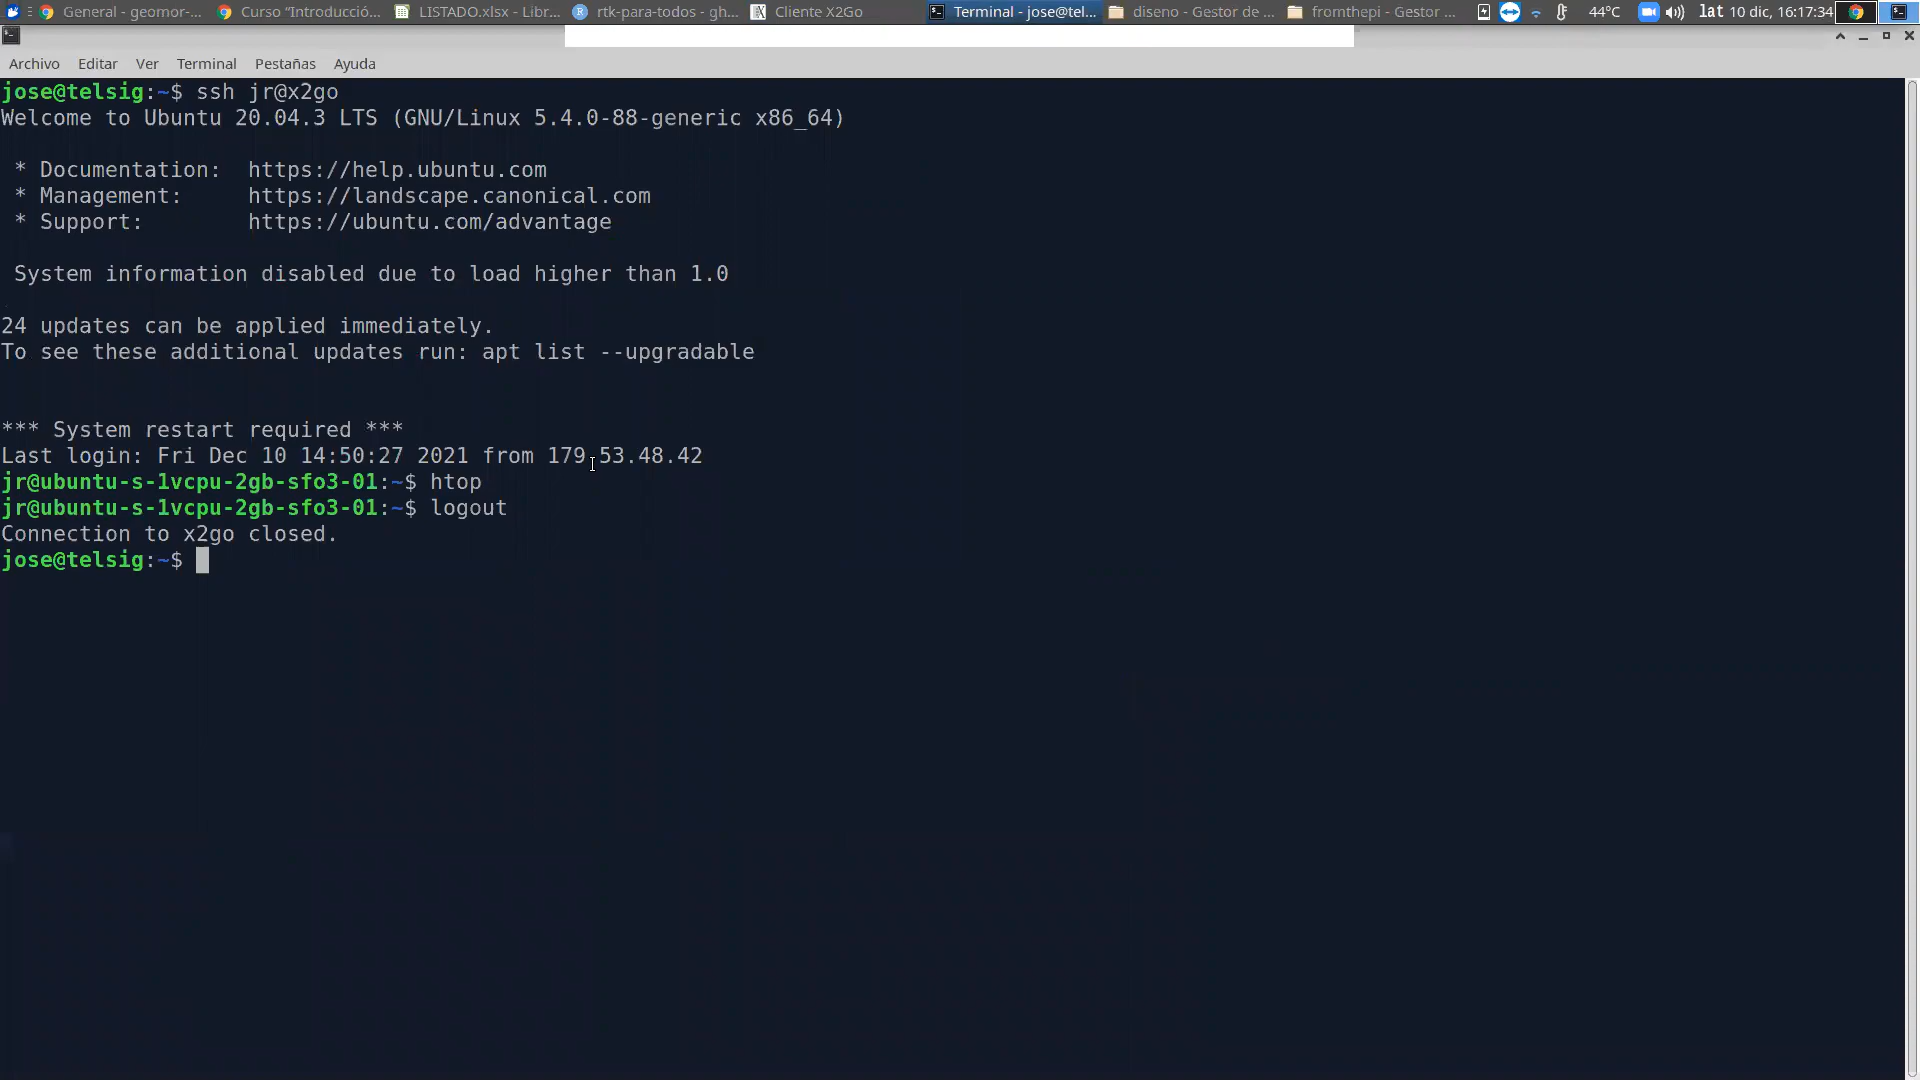 General - geomor-... Curso “Introducció... LISTADO.xlsx - Libr... rtk-para-todos - gh... Cliente X2Go Terminal - jose@tel... diseno - Gestor de ... fromthepi - Gestor ... 44°C lat 10 dic, 16:17:34
Archivo Editar Ver Terminal Pestañas Ayuda
jose@telsig:~$ ssh jr@x2go
Welcome to Ubuntu 20.04.3 LTS (GNU/Linux 5.4.0-88-generic x86_64)
* Documentation: https://help.ubuntu.com
* Management: https://landscape.canonical.com
* Support: https://ubuntu.com/advantage
System information disabled due to load higher than 1.0
24 updates can be applied immediately.
To see these additional updates run: apt list --upgradable
*** System restart required ***
Last login: Fri Dec 10 14:50:27 2021 from 179.53.48.42
jr@ubuntu-s-1vcpu-2gb-sfo3-01:~$ htop
jr@ubuntu-s-1vcpu-2gb-sfo3-01:~$ logout
Connection to x2go closed.
jose@telsig:~$